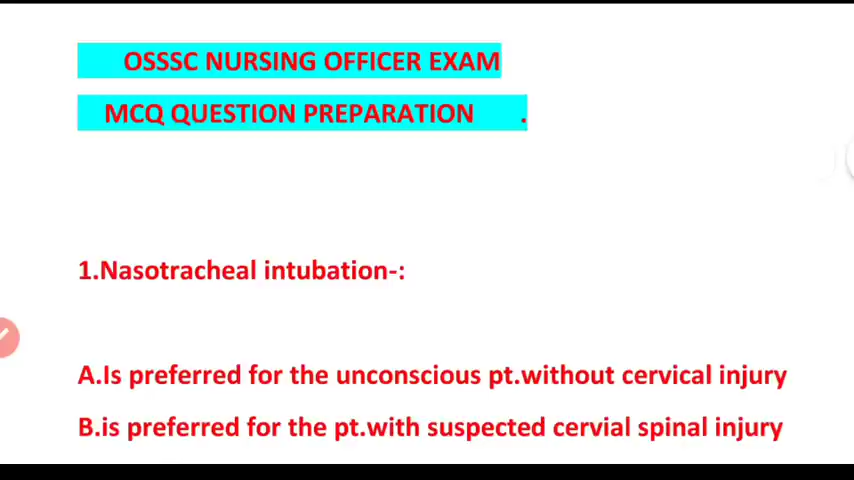 OSSSC NURSING OFFICER EXAM
MCQ QUESTION PREPARATION .
1.Nasotracheal intubation-:
A.Is preferred for the unconscious pt.without cervical injury
B.is preferred for the pt.with suspected cervial spinal injury